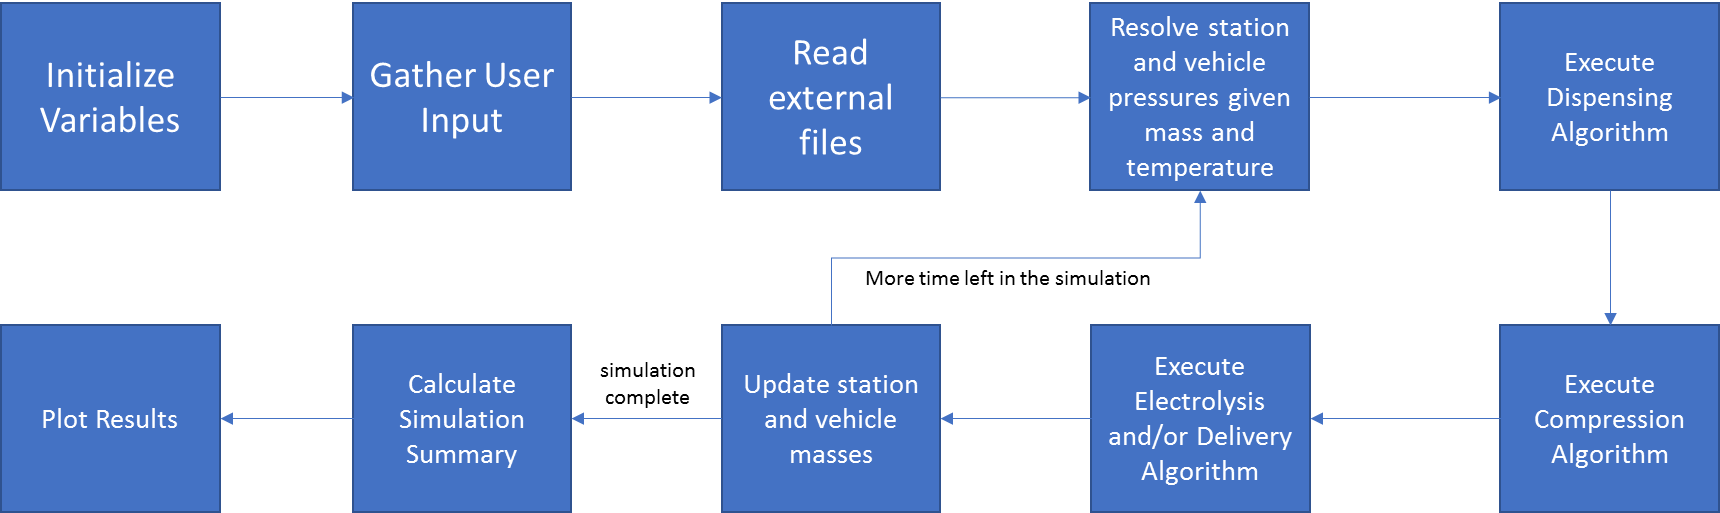 Initialize
Variables
Gather User
Input
Read
external
files
Resolve station
and vehicle
pressures given
mass and
temperature
Execute
Dispensing
Algorithm
More time left in the simulation
Plot Results
Calculate
Simulation
Summary
simulation
complete
Update station
and vehicle
masses
Execute
Electrolysis
and/or Delivery
Algorithm
Execute
Compression
Algorithm